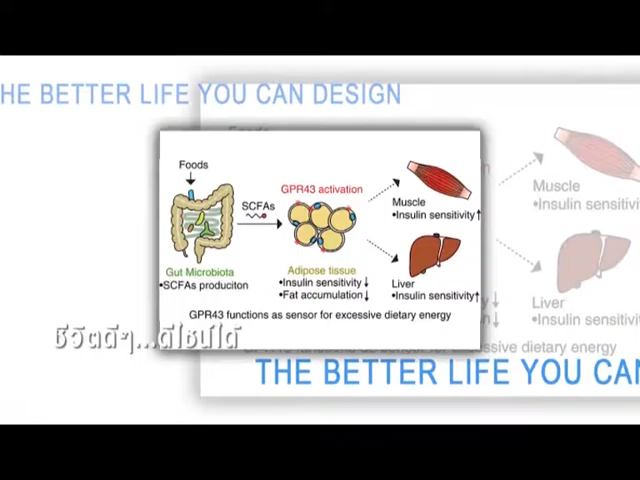 THE BETTER LIFE YOU CAN DESIGN
Foods
SCFAs
GPR43 activation
Muscle
•Insulin sensitivity↑
Gut Microbiota
•SCFAs produciton
Adipose tissue
•Insulin sensitivity↓
•Fat accumulation↓
Liver
•Insulin sensitivity↑
GPR43 functions as sensor for excessive dietary energy
Muscle
•Insulin sensitivi
Liver
•Insulin sensitivi
excessive dietary energy
ชีวิตดีๆ...ดีไซน์ได้
THE BETTER LIFE YOU CAN